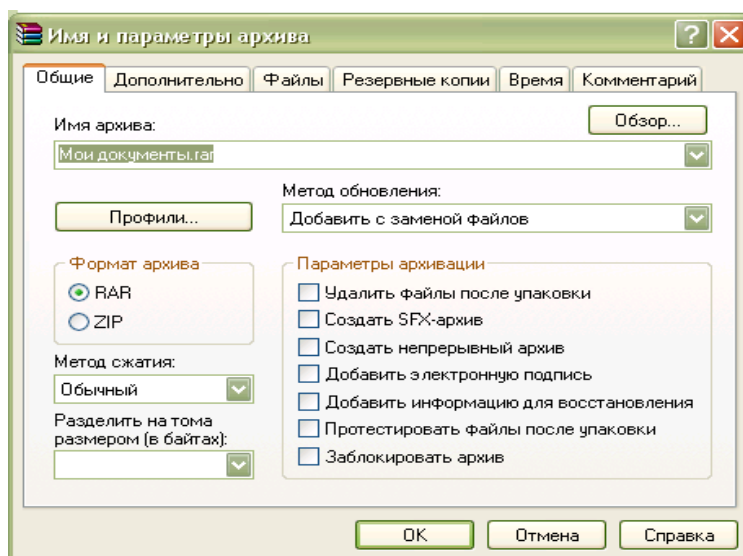 Имя и параметры архива
Общие Дополнительно Файлы Резервные копии Время Комментарий
Имя архива:
Обзор...
Мои документы.rar
Метод обновления:
Профили...
Добавить с заменой файлов
Формат архива
Параметры архивации
RAR
Удалить файлы после упаковки
ZIP
Создать SFX-архив
Создать непрерывный архив
Метод сжатия:
Добавить электронную подпись
Обычный
Добавить информацию для восстановления
Разделить на тома
размером (в байтах):
Протестировать файлы после упаковки
Заблокировать архив
OK Отмена Справка